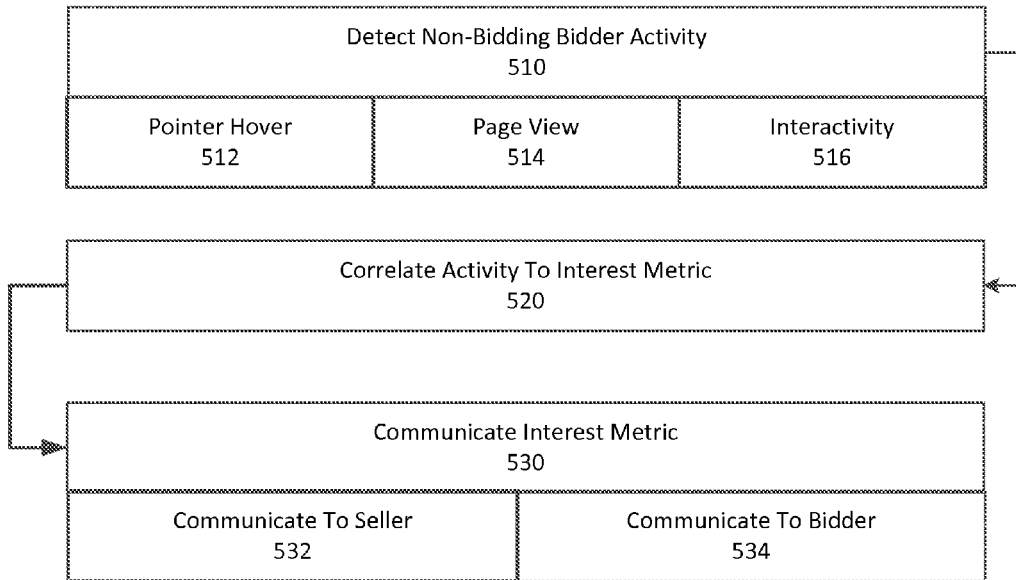 Detect Non-Bidding Bidder Activity
510
Pointer Hover
512
Page View
514
Interactivity
516
Correlate Activity To Interest Metric
520
Communicate Interest Metric
530
Communicate To Seller
532
Communicate To Bidder
534